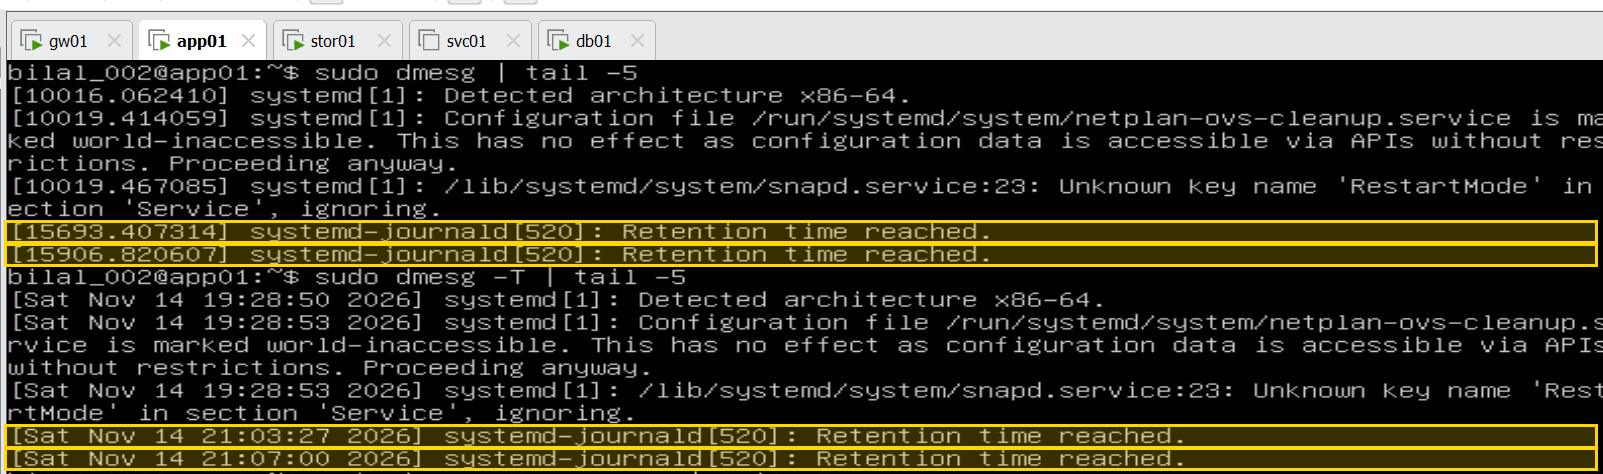 gw01 app01 stor01 svc01 db01
bilal_002@app01:~$ sudo dmesg | tail -5
[10016.062410] systemd[1]: Detected architecture x86-64.
[10019.414059] systemd[1]: Configuration file /run/systemd/system/netplan-ovs-cleanup.service is ma
ked world-inaccessible. This has no effect as configuration data is accessible via APIs without res
rictions. Proceeding anyway.
[10019.467085] systemd[1]: /lib/systemd/system/snapd.service:23: Unknown key name 'RestartMode' in
ection 'Service', ignoring.
[15693.407314] systemd-journald[520]: Retention time reached.
[15906.820607] systemd-journald[520]: Retention time reached.
bilal_002@app01:~$ sudo dmesg -T | tail -5
[Sat Nov 14 19:28:50 2026] systemd[1]: Detected architecture x86-64.
[Sat Nov 14 19:28:53 2026] systemd[1]: Configuration file /run/systemd/system/netplan-ovs-cleanup.s
rvice is marked world-inaccessible. This has no effect as configuration data is accessible via APIs
without restrictions. Proceeding anyway.
[Sat Nov 14 19:28:53 2026] systemd[1]: /lib/systemd/system/snapd.service:23: Unknown key name 'Rest
rtMode' in section 'Service', ignoring.
[Sat Nov 14 21:03:27 2026] systemd-journald[520]: Retention time reached.
[Sat Nov 14 21:07:00 2026] systemd-journald[520]: Retention time reached.